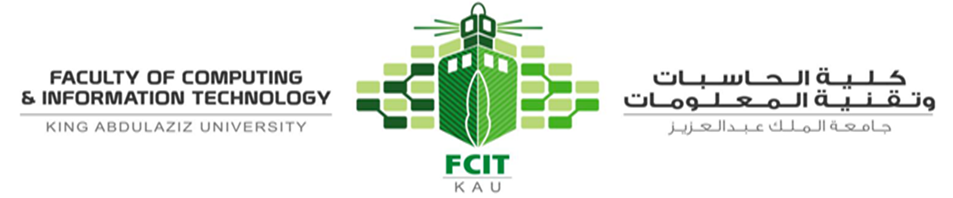 FACULTY OF COMPUTING
& INFORMATION TECHNOLOGY
KING ABDULAZIZ UNIVERSITY
FCIT
KAU
كلية الحاسبات
وتقنية المعلومات
جامعة الملك عبدالعزيز